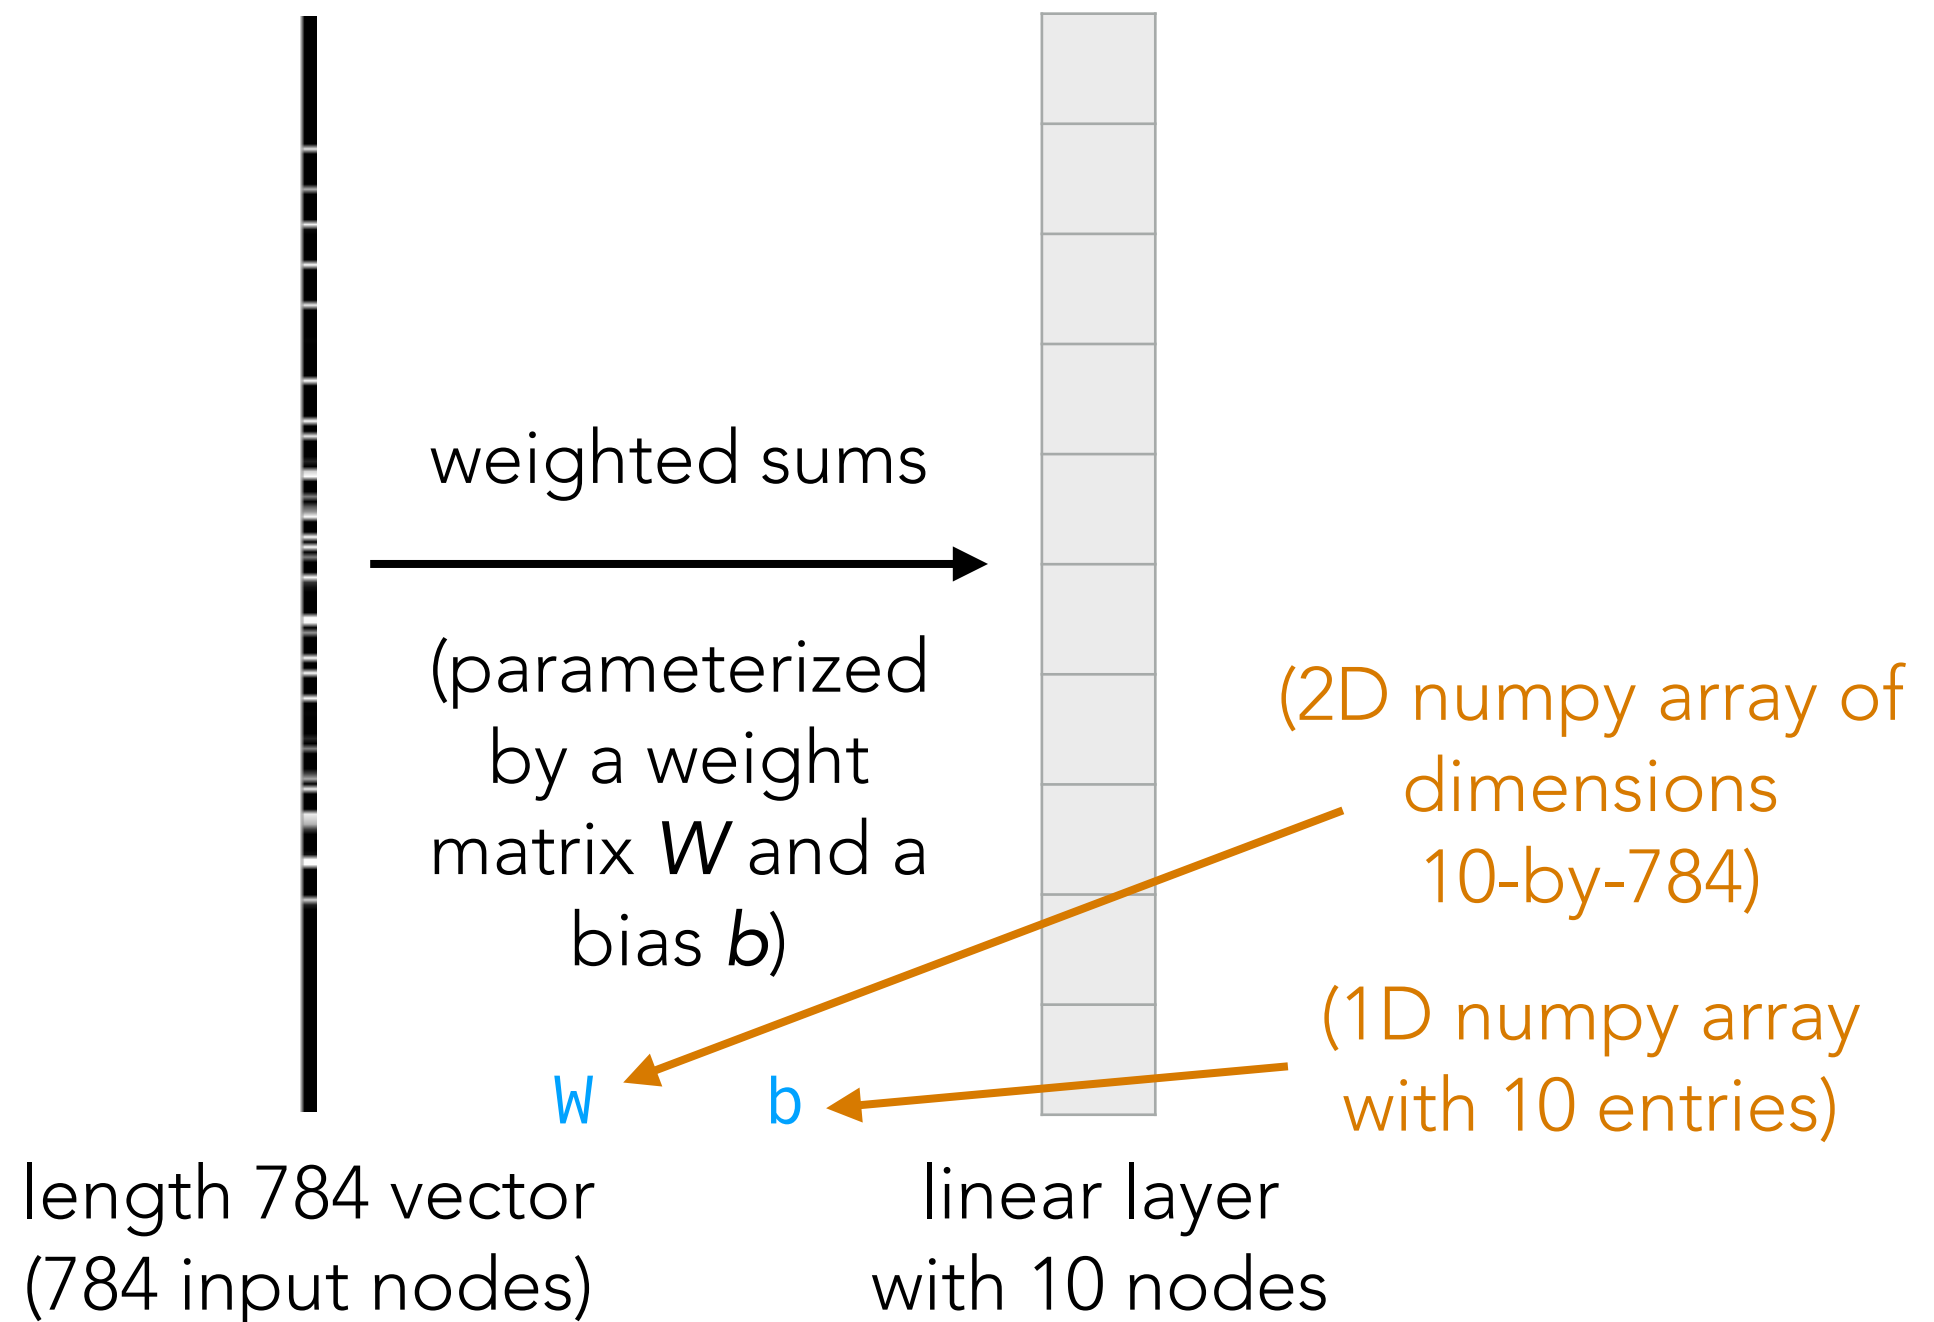 weighted sums
(parameterized
by a weight
matrix W and a
bias b)
(2D numpy array of
dimensions
10-by-784)
(1D numpy array
with 10 entries)
W
b
length 784 vector
(784 input nodes)
linear layer
with 10 nodes